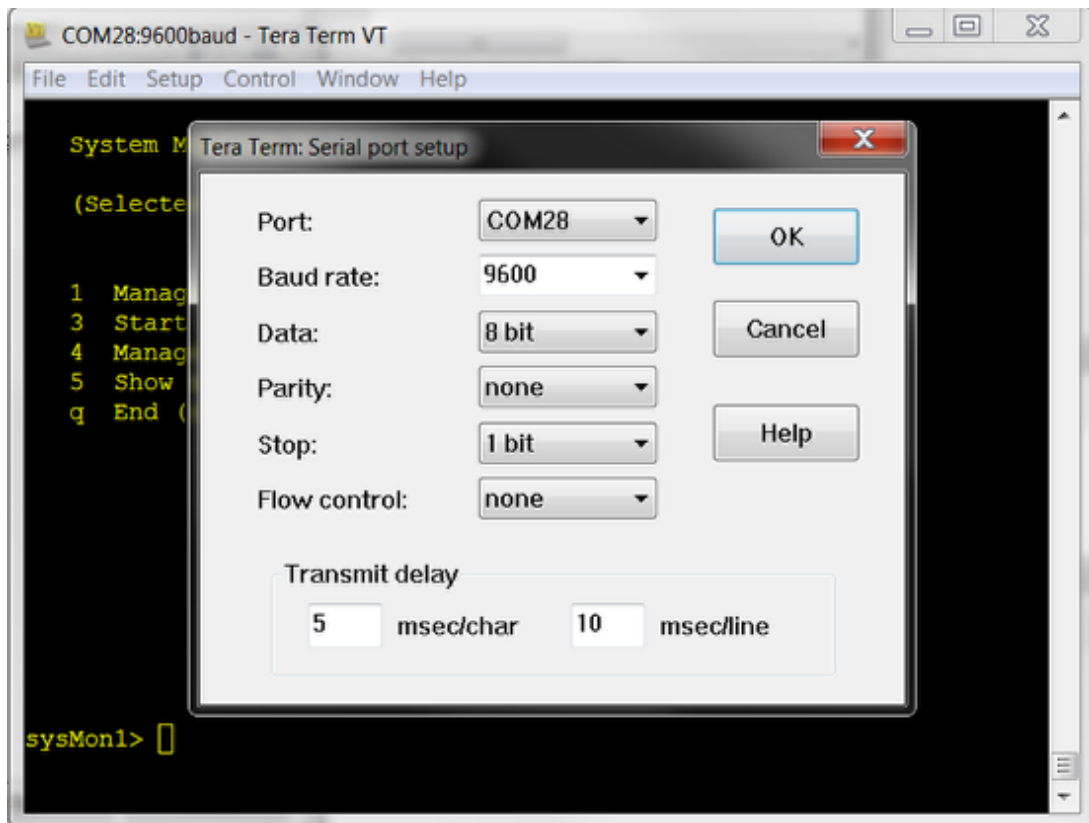 COM28:9600baud - Tera Term VT
File Edit Setup Control Window Help
System M
(Selecte
1 Manag
3 Start
4 Manag
5 Show
q End (
sysMon1>
Tera Term: Serial port setup
Port: COM28
Baud rate: 9600
Data: 8 bit
Parity: none
Stop: 1 bit
Flow control: none
OK
Cancel
Help
Transmit delay
5 msec/char 10 msec/line